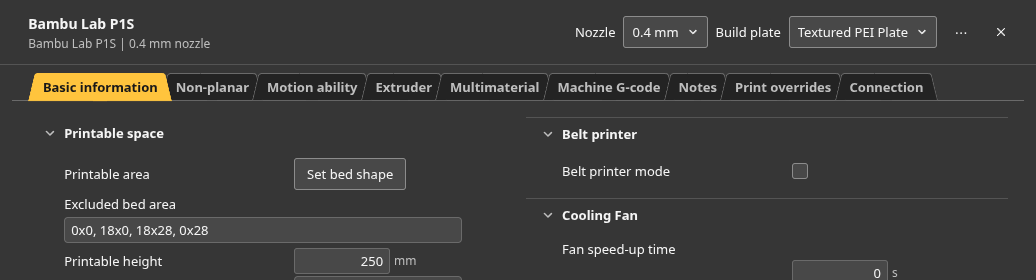 Bambu Lab P1S
Bambu Lab P1S | 0.4 mm nozzle
Nozzle 0.4 mm Build plate Textured PEI Plate ... ×
Basic information Non-planar Motion ability Extruder Multimaterial Machine G-code Notes Print overrides Connection
Printable space
Printable area Set bed shape
Excluded bed area
0x0, 18x0, 18x28, 0x28
Printable height 250 mm
Belt printer
Belt printer mode
Cooling Fan
Fan speed-up time
0 s